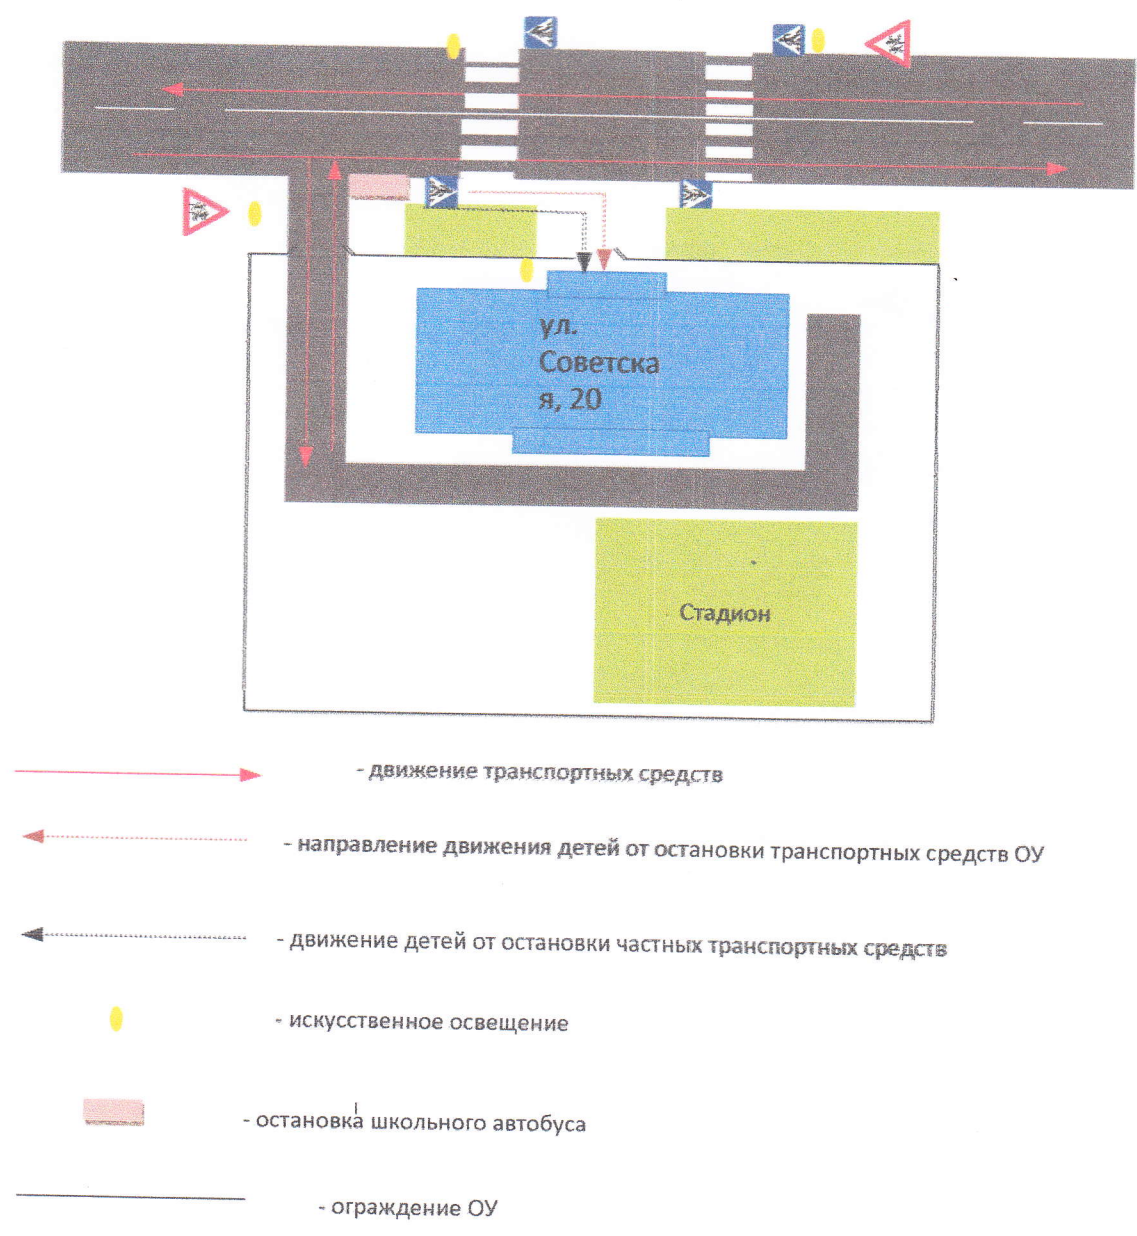 ул.
Советска
я, 20
Стадион
- движение транспортных средств
- направление движения детей от остановки транспортных средств ОУ
- движение детей от остановки частных транспортных средств
- искусственное освещение
- остановка школьного автобуса
- ограждение ОУ